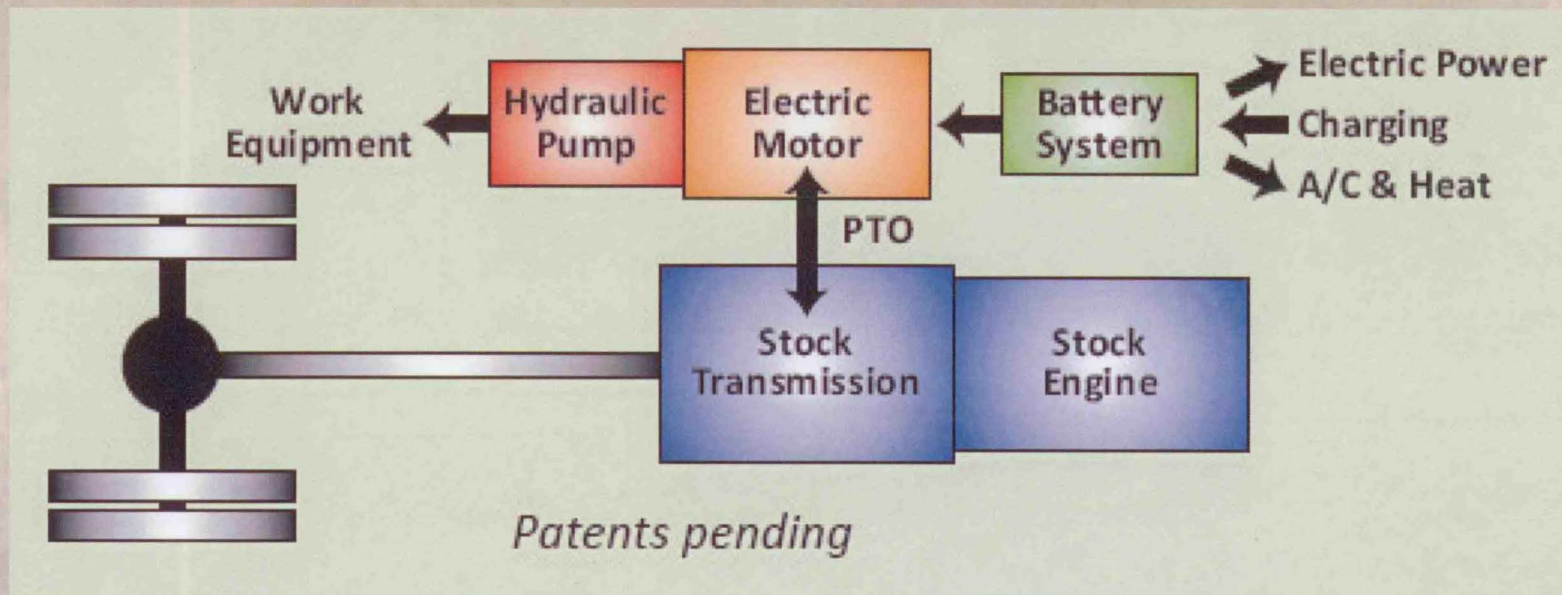 Work
Equipment
Hydraulic
Pump
Electric
Motor
Battery
System
Electric Power
Charging
A/C & Heat
PTO
Stock
Transmission
Stock
Engine
Patents pending